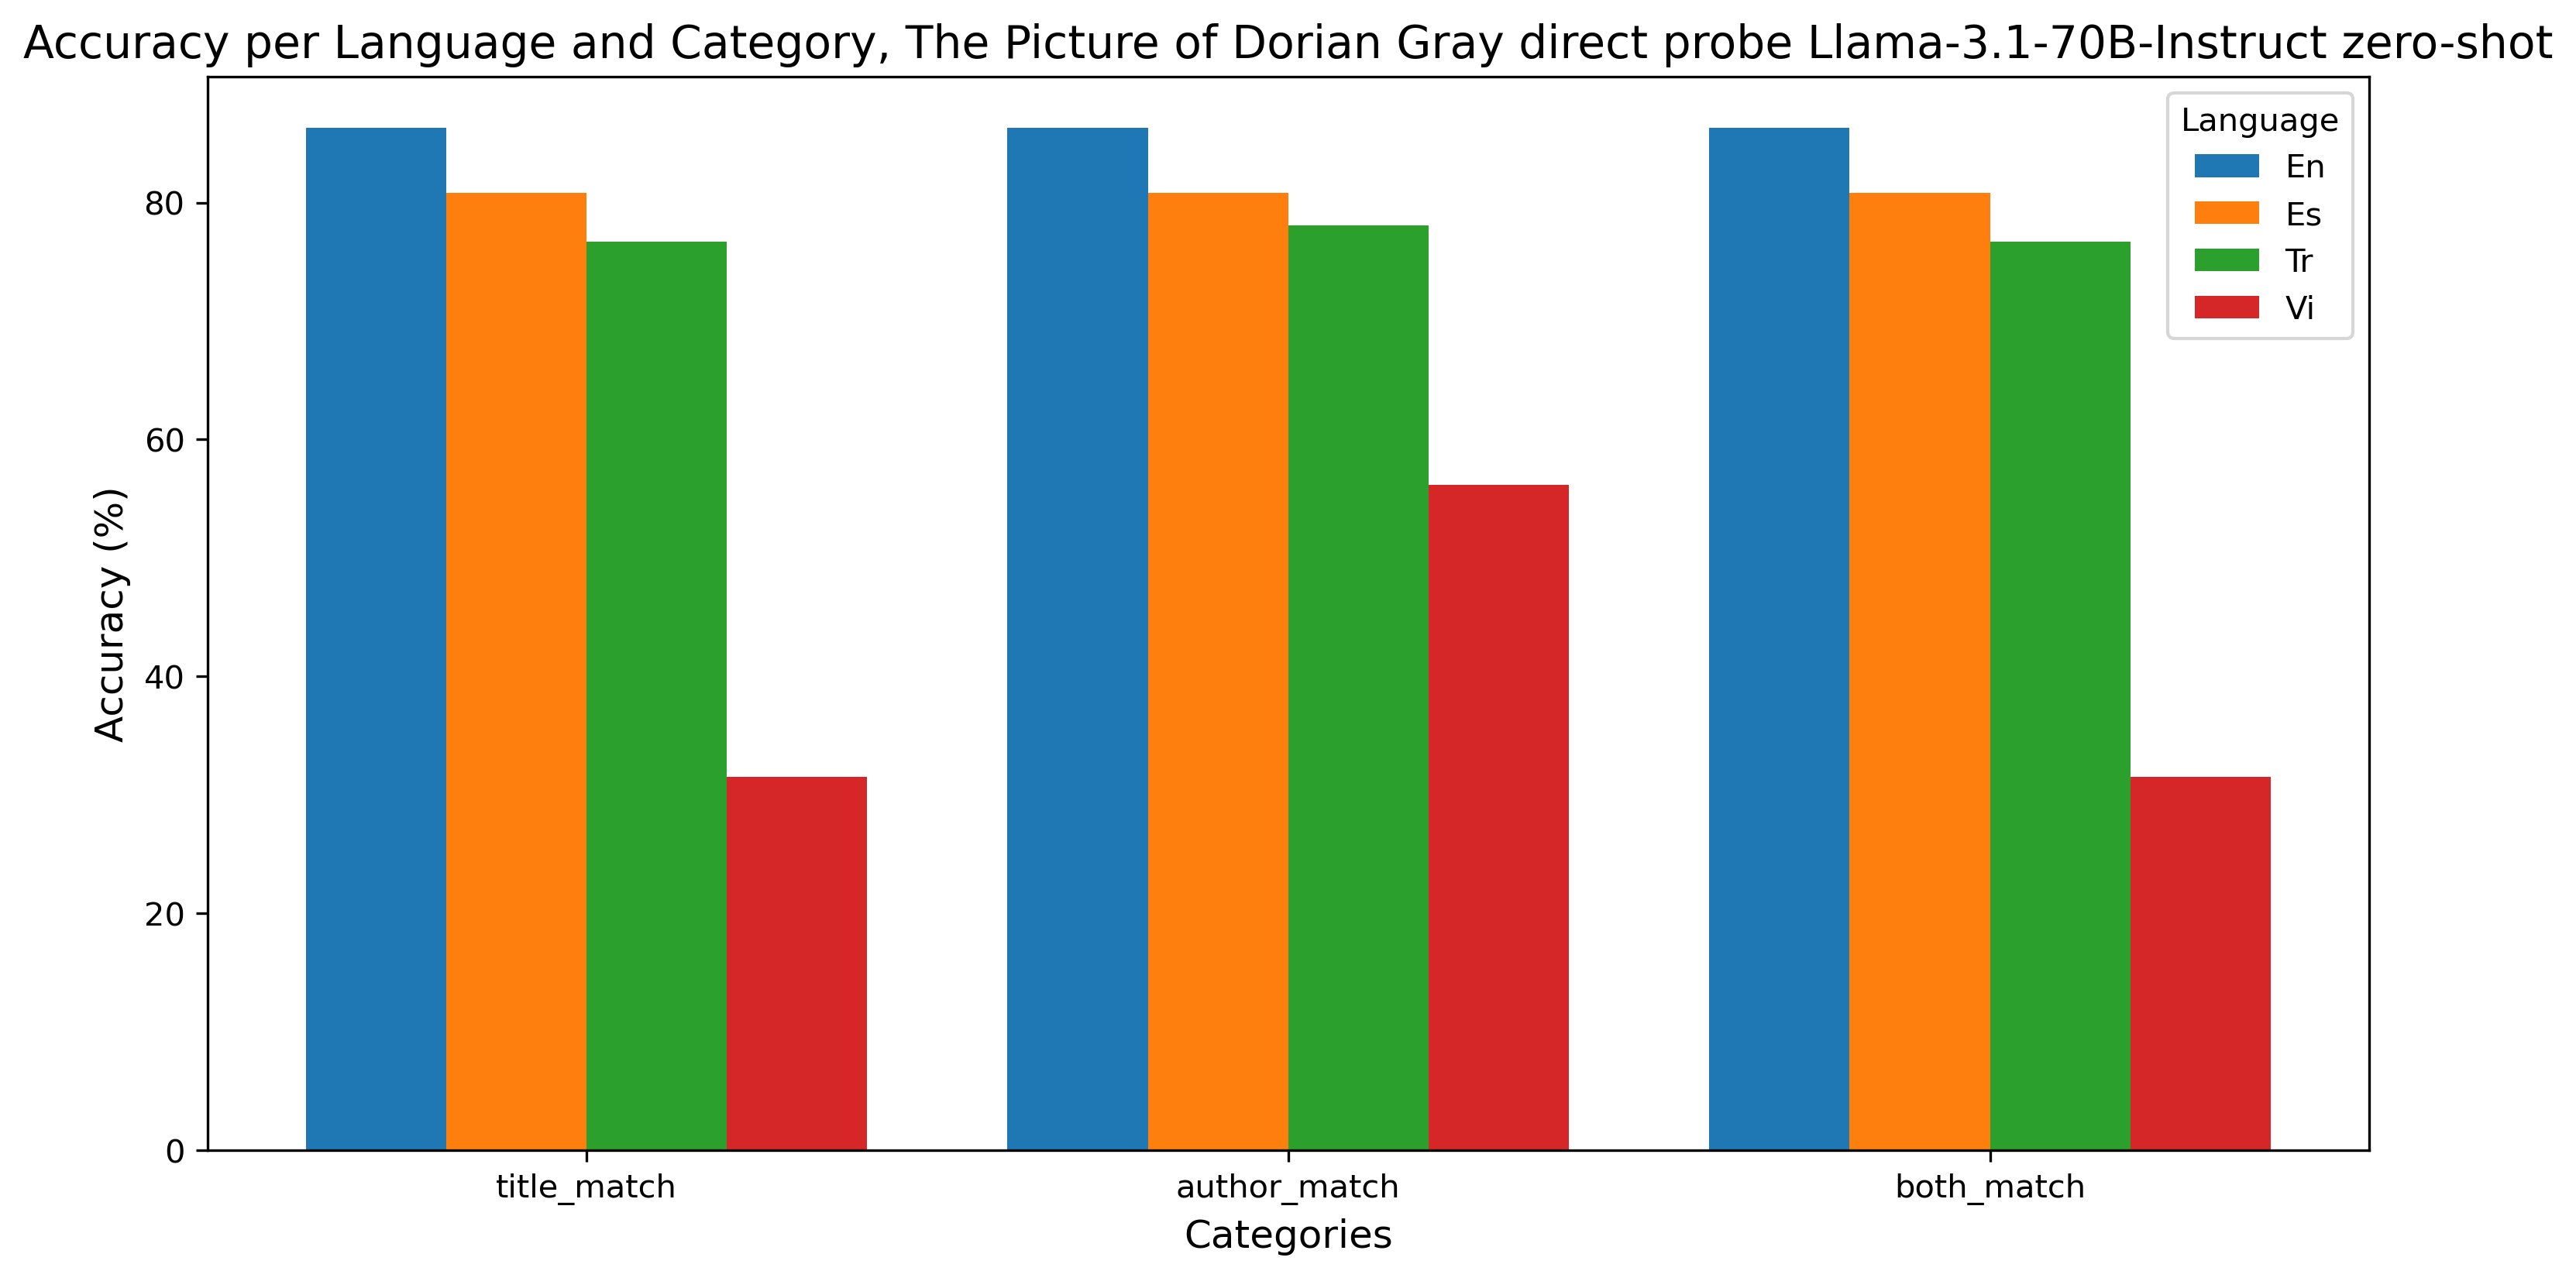 Accuracy per Language and Category, The Picture of Dorian Gray direct probe Llama-3.1-70B-Instruct zero-shot
Language
En
Es
Tr
Vi
Accuracy (%)
80
60
40
20
0
title_match
author_match
both_match
Categories